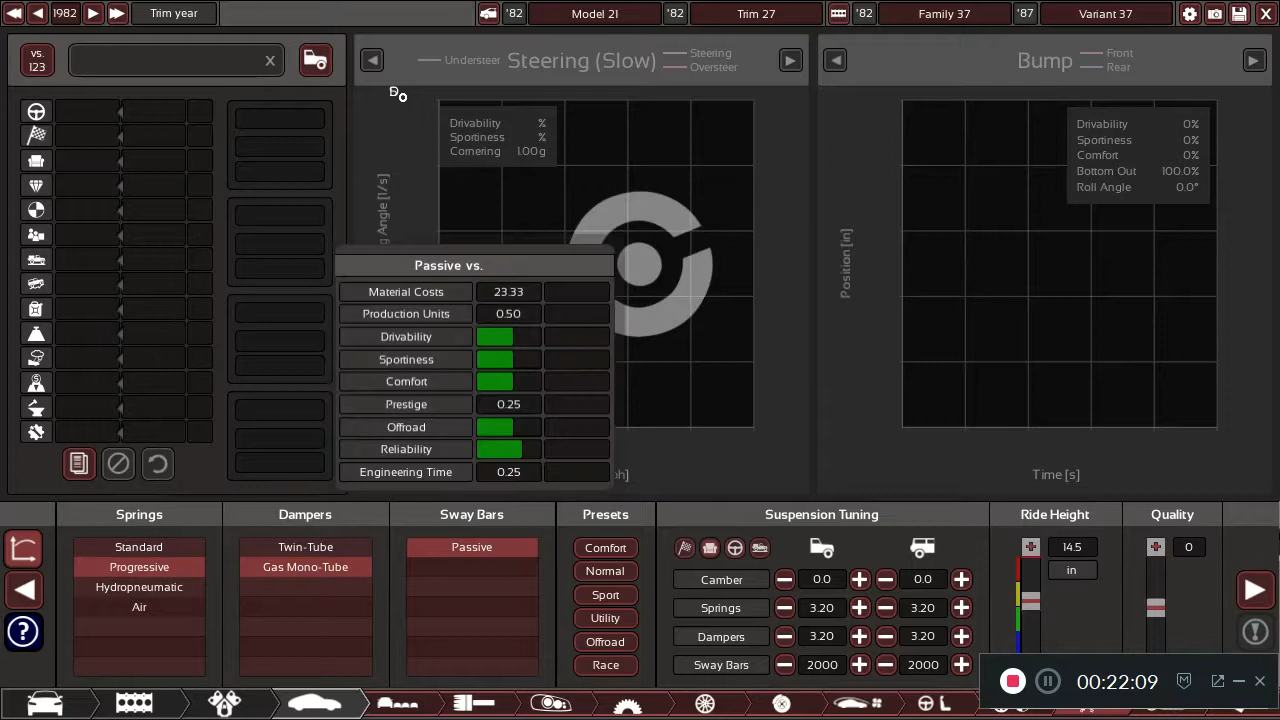 1982 Trim year '82 Model 21 '82 Trim 27 '82 Family 37 '87 Variant 37
vs.
123
x
Understeer Steering (Slow) Steering
Oversteer
Bump Front
Rear
Drivability %
Sportiness %
Cornering 1.00 g
Drivability 0%
Sportiness 0%
Comfort 0%
Bottom Out 100.0%
Roll Angle 0.0°
g Angle [1/s]
Position [in]
Passive vs.
Material Costs 23.33
Production Units 0.50
Drivability
Sportiness
Comfort
Prestige 0.25
Offroad
Reliability
Engineering Time 0.25
Time [s]
Springs
Standard
Progressive
Hydropneumatic
Air
Dampers
Twin-Tube
Gas Mono-Tube
Sway Bars
Passive
Presets
Comfort
Normal
Sport
Utility
Offroad
Race
Suspension Tuning
Camber 0.0 0.0
Springs 3.20 3.20
Dampers 3.20 3.20
Sway Bars 2000 2000
Ride Height
14.5
in
Quality
0
?
00:22:09